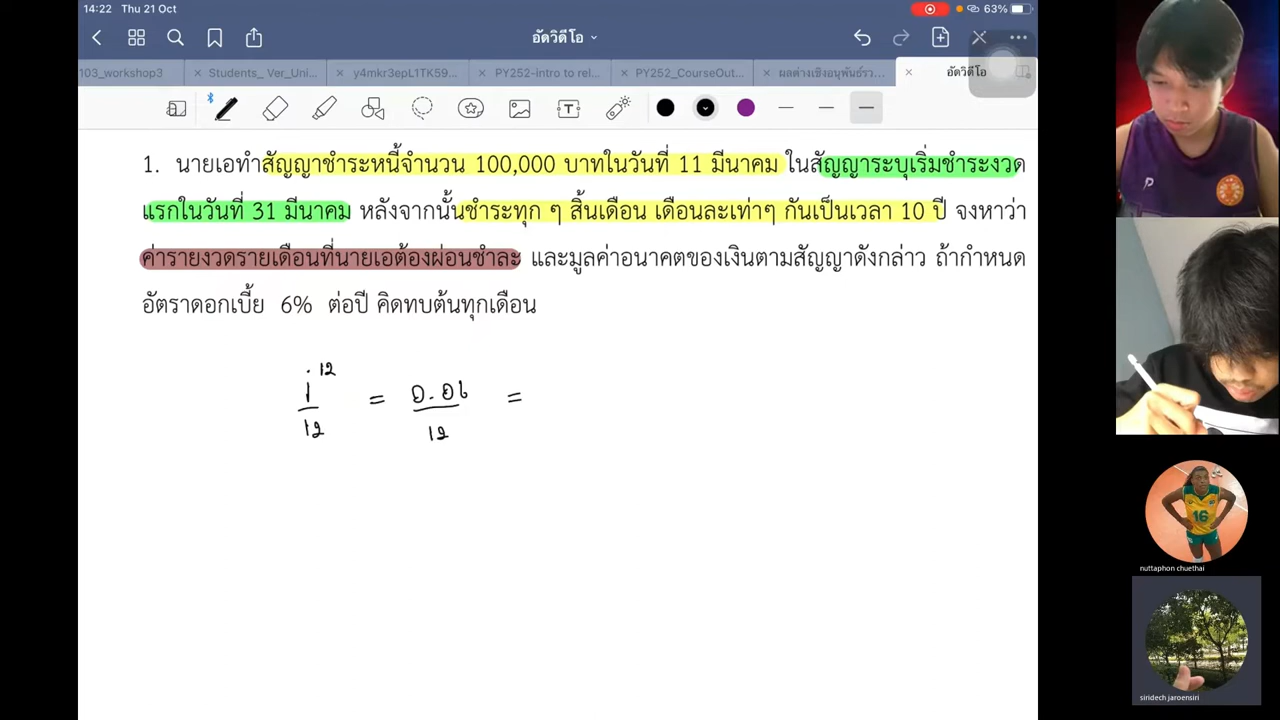 14:22 Thu 21 Oct
63%
อัดวิดีโอ
103_workshop3
Students_ Ver_Uni...
y4mkr3epL1TK59...
PY252-intro to rel...
PY252_CourseOut...
ผลต่างเชิงอนุพันธ์รว...
อัดวิดีโอ
1. นายเอทำสัญญาชำระหนี้จำนวน 100,000 บาทในวันที่ 11 มีนาคม ในสัญญาระบุเริ่มชำระงวด
แรกในวันที่ 31 มีนาคม หลังจากนั้นชำระทุก ๆ สิ้นเดือน เดือนละเท่าๆ กันเป็นเวลา 10 ปี จงหาว่า
ค่ารายงวดรายเดือนที่นายเอต้องผ่อนชำละ และมูลค่าอนาคตของเงินตามสัญญาดังกล่าว ถ้ากำหนด
อัตราดอกเบี้ย 6% ต่อปี คิดทบต้นทุกเดือน
i^12/12 = 0.06/12 =
16
nuttaphon chuethai
siridech jaroensiri